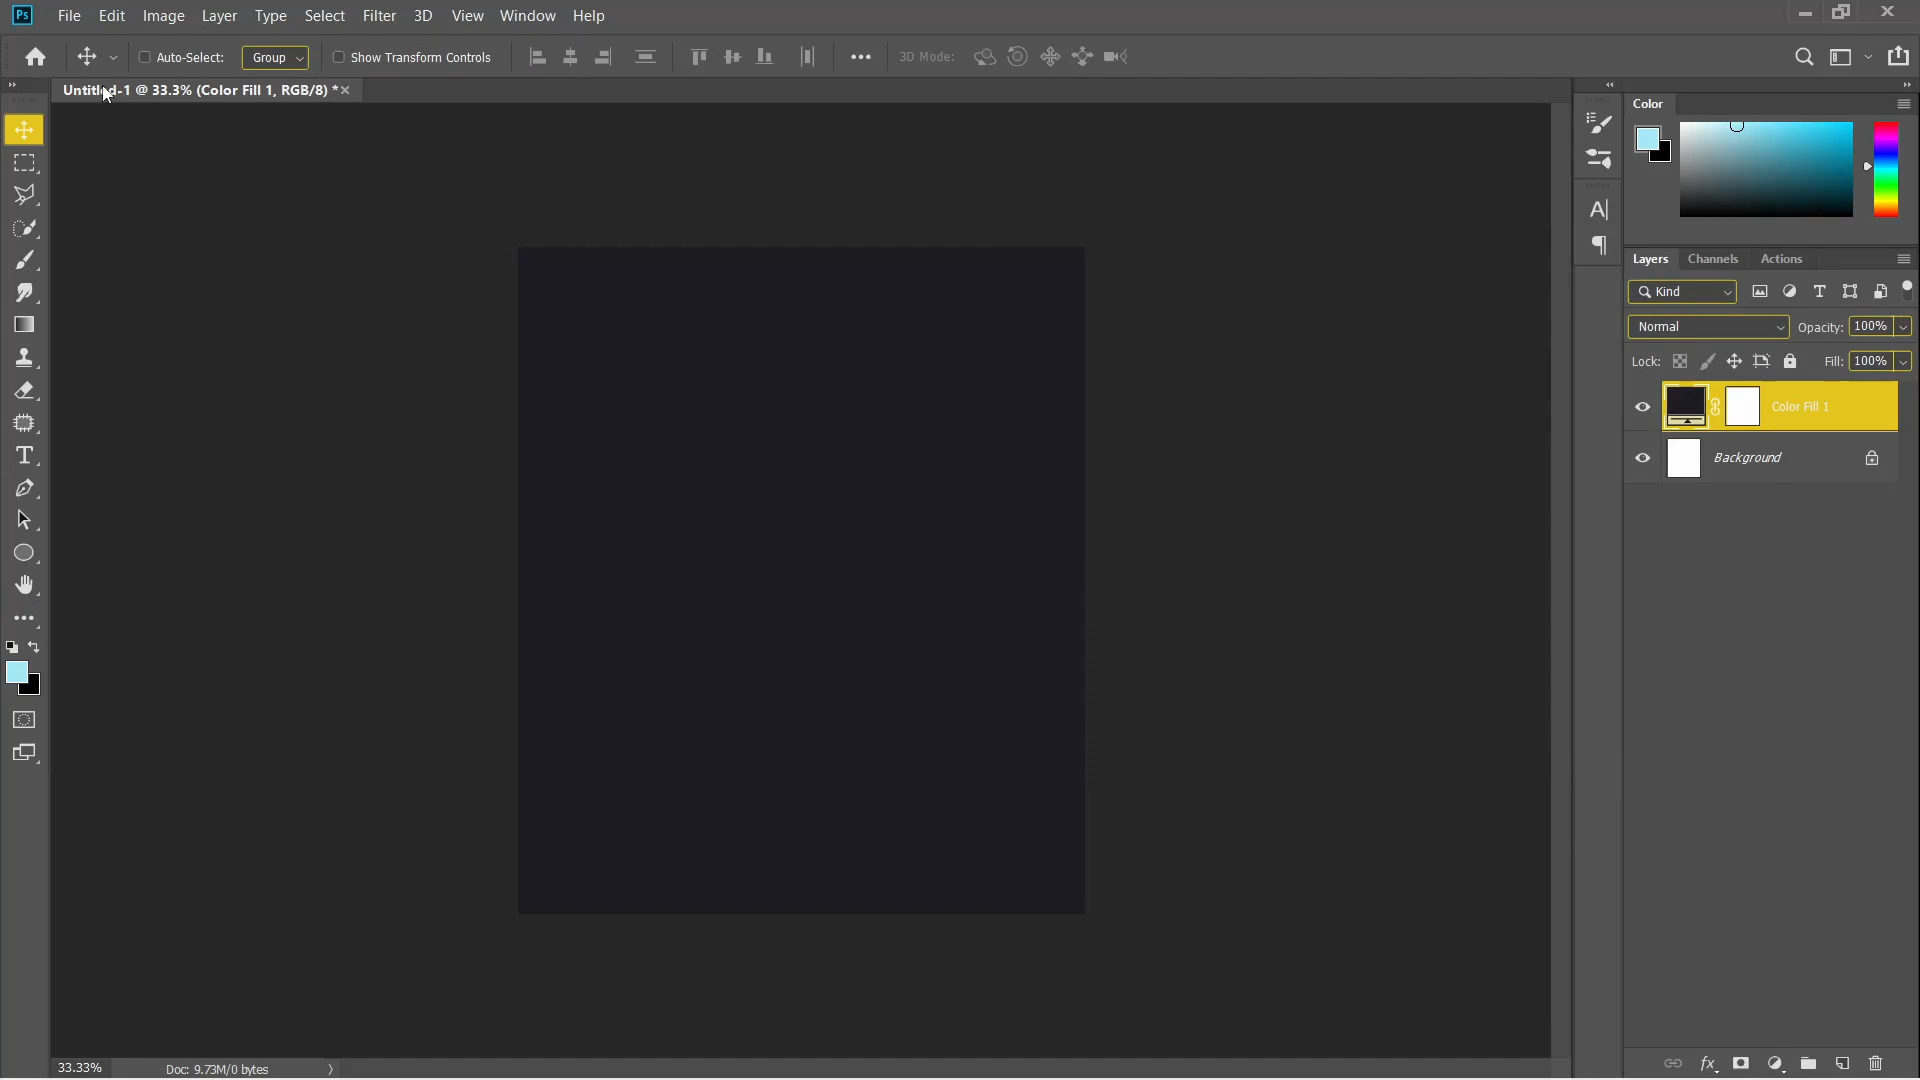 Ps File Edit Image Layer Type Select Filter 3D View Window Help
Auto-Select: Group Show Transform Controls 3D Mode:
Untitled-1 @ 33.3% (Color Fill 1, RGB/8) *
Color
Layers Channels Actions
Kind
Normal Opacity: 100%
Lock: Fill: 100%
Color Fill 1
Background
33.33% Doc: 9.73M/0 bytes
fx